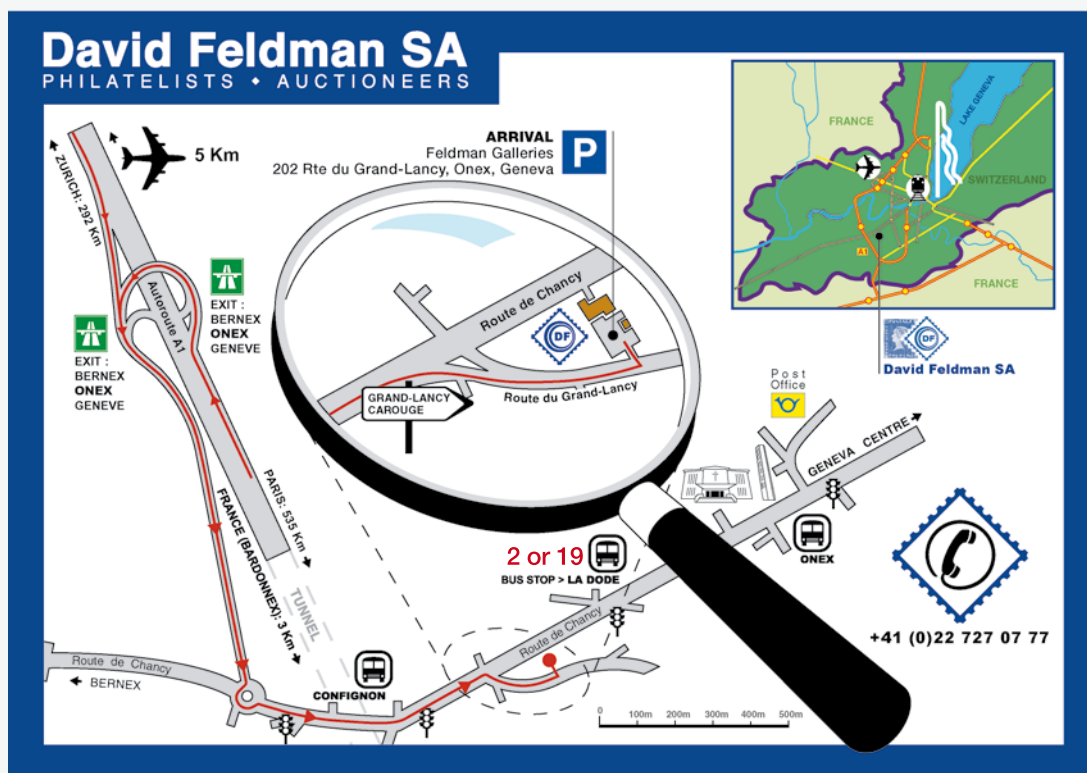 David Feldman SA
PHILATELISTS • AUCTIONEERS
5 Km
ZURICH: 292 Km
ARRIVAL
Feldman Galleries
202 Rte du Grand-Lancy, Onex, Geneva
P
FRANCE
LAKE GENEVA
SWITZERLAND
A1
FRANCE
DF
David Feldman SA
Autoroute A1
EXIT :
BERNEX
ONEX
GENEVE
EXIT :
BERNEX
ONEX
GENEVE
Route de Chancy
DF
GRAND-LANCY
CAROUGE
Route du Grand-Lancy
Post
Office
GENEVA CENTRE
PARIS: 535 Km
FRANCE (BARDONNEX): 3 Km
TUNNEL
2 or 19
BUS STOP > LA DODE
ONEX
+41 (0)22 727 07 77
Route de Chancy
Route de Chancy
BERNEX
CONFIGNON
0 100m 200m 300m 400m 500m